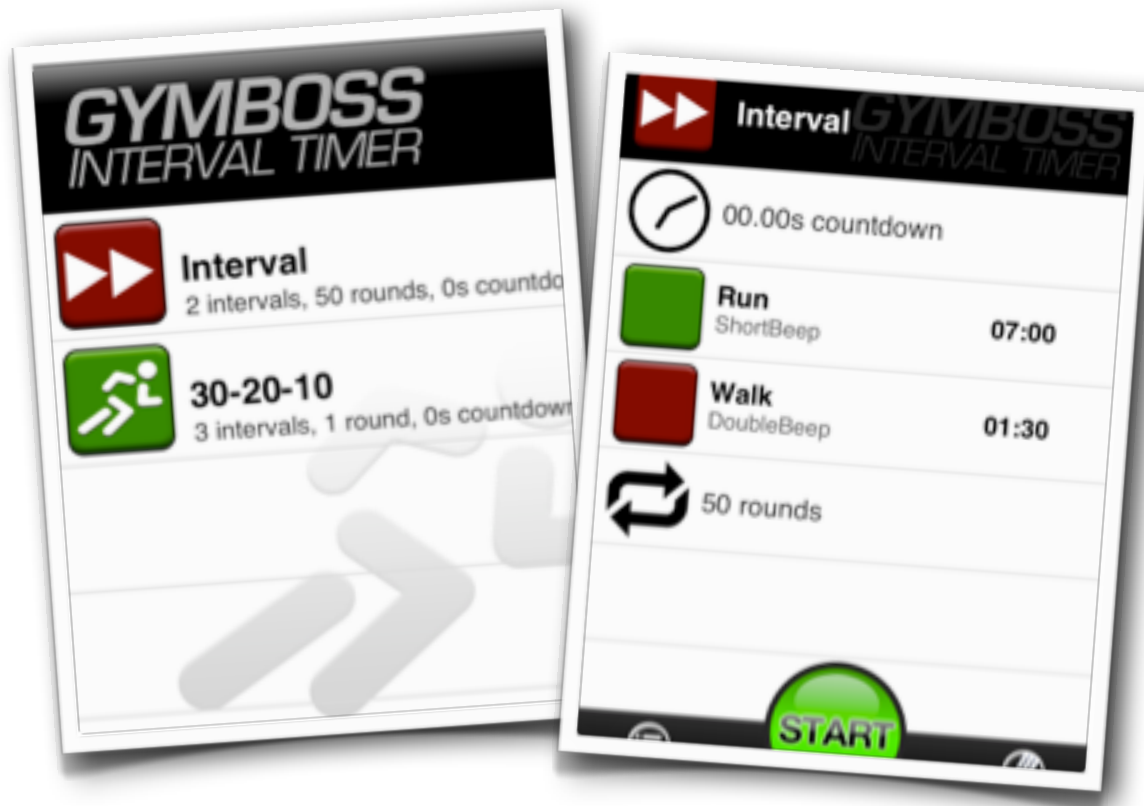 GYMBOSS
INTERVAL TIMER
Interval
2 intervals, 50 rounds, 0s countdo
30-20-10
3 intervals, 1 round, 0s countdown
Interval
GYMBOSS
INTERVAL TIMER
00.00s countdown
Run
ShortBeep
07:00
Walk
DoubleBeep
01:30
50 rounds
START